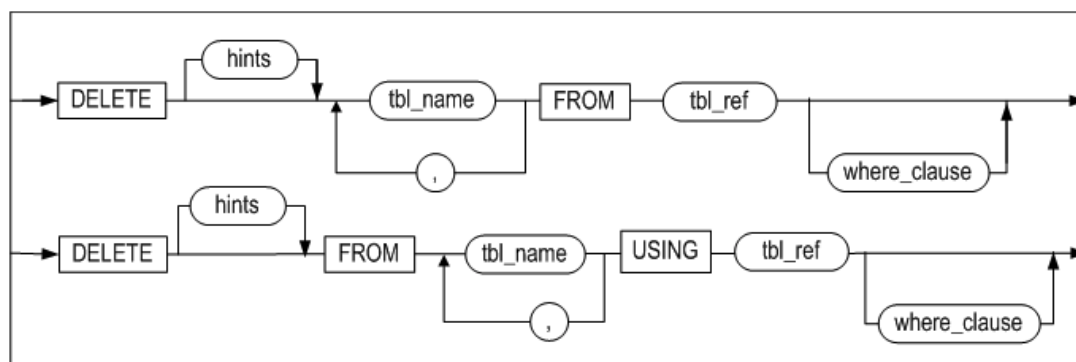 hints
DELETE tbl_name FROM tbl_ref
, where_clause
hints
DELETE FROM tbl_name USING tbl_ref
, where_clause